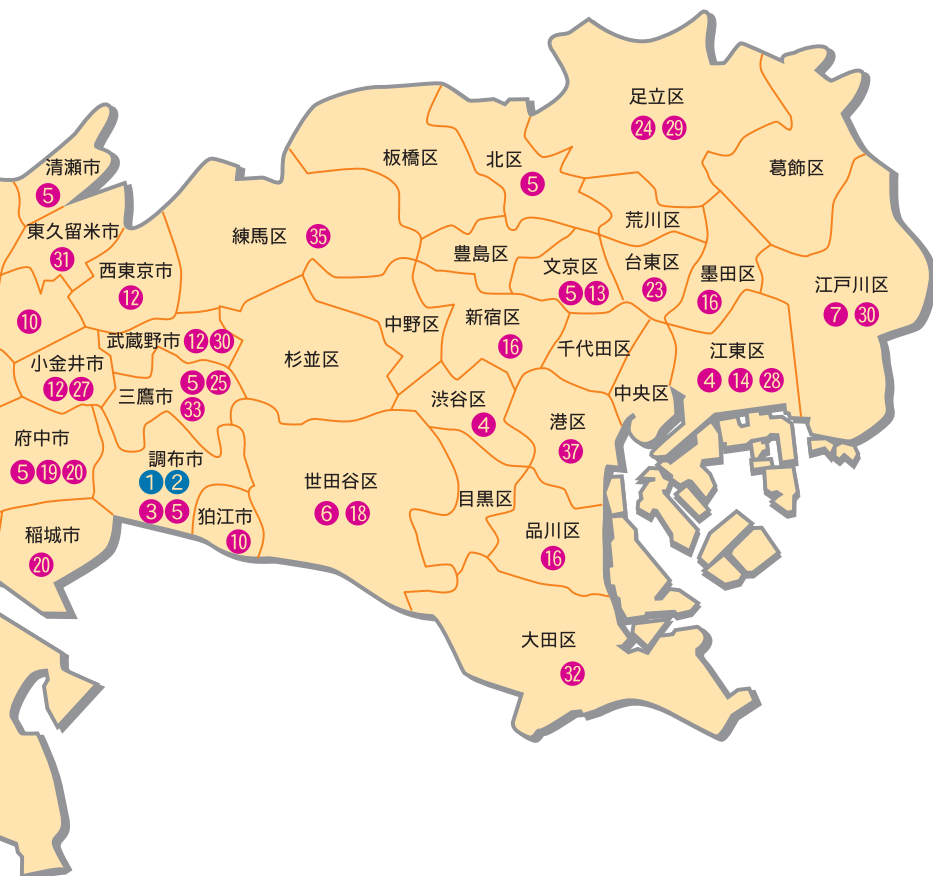 足立区
24 29
板橋区
北区
5
葛飾区
清瀬市
5
荒川区
東久留米市
31
練馬区 35
豊島区
西東京市
12
文京区
5 13
台東区
23
墨田区
16
江戸川区
7 30
10
武蔵野市 12 30
中野区
新宿区
16
千代田区
江東区
4 14 28
小金井市
12 27
杉並区
三鷹市
5 25
33
渋谷区
4
中央区
港区
37
府中市
5 19 20
調布市
1 2
3 5
世田谷区
6 18
目黒区
狛江市
10
品川区
16
稲城市
20
大田区
32